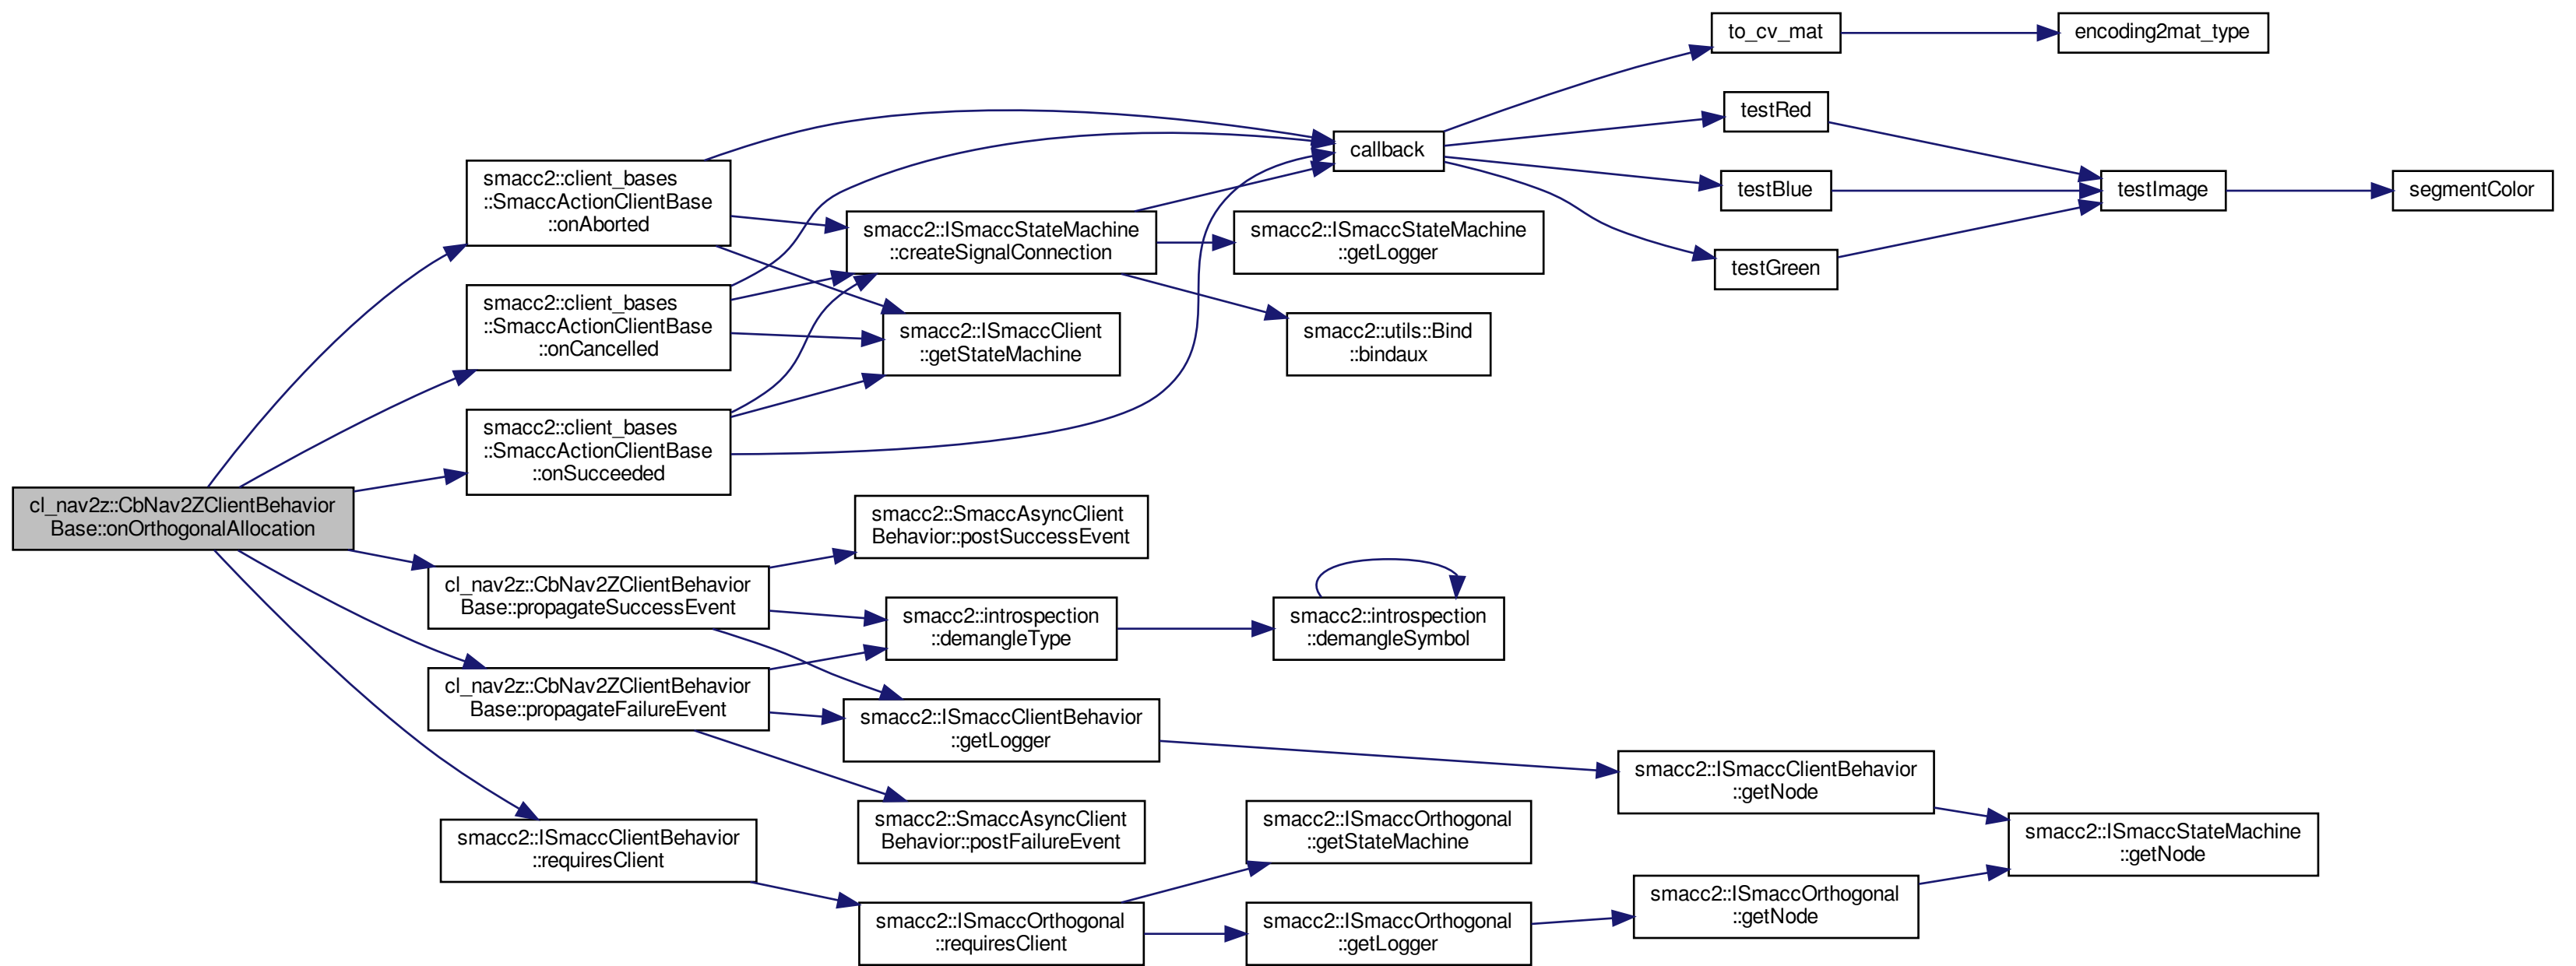 cl_nav2z::CbNav2ZClientBehavior
Base::onOrthogonalAllocation
smacc2::client_bases
::SmaccActionClientBase
::onAborted
smacc2::client_bases
::SmaccActionClientBase
::onCancelled
smacc2::client_bases
::SmaccActionClientBase
::onSucceeded
cl_nav2z::CbNav2ZClientBehavior
Base::propagateSuccessEvent
cl_nav2z::CbNav2ZClientBehavior
Base::propagateFailureEvent
smacc2::ISmaccClientBehavior
::requiresClient
smacc2::ISmaccStateMachine
::createSignalConnection
smacc2::ISmaccClient
::getStateMachine
smacc2::SmaccAsyncClient
Behavior::postSuccessEvent
smacc2::introspection
::demangleType
smacc2::ISmaccClientBehavior
::getLogger
smacc2::SmaccAsyncClient
Behavior::postFailureEvent
smacc2::ISmaccOrthogonal
::requiresClient
callback
smacc2::ISmaccStateMachine
::getLogger
smacc2::utils::Bind
::bindaux
smacc2::introspection
::demangleSymbol
smacc2::ISmaccOrthogonal
::getStateMachine
smacc2::ISmaccOrthogonal
::getLogger
to_cv_mat
testRed
testBlue
testGreen
smacc2::ISmaccClientBehavior
::getNode
smacc2::ISmaccOrthogonal
::getNode
encoding2mat_type
testImage
smacc2::ISmaccStateMachine
::getNode
segmentColor